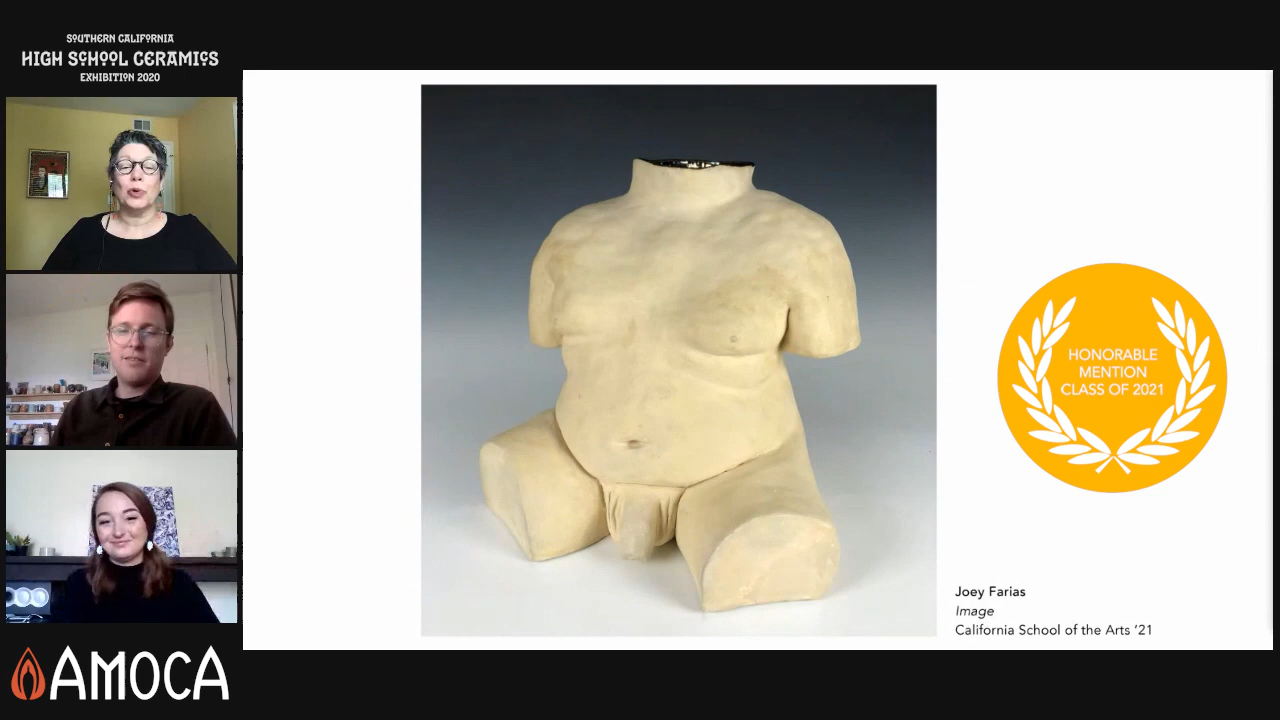 SOUTHERN CALIFORNIA
HIGH SCHOOL CERAMICS
EXHIBITION 2020
HONORABLE
MENTION
CLASS OF 2021
Joey Farias
Image
California School of the Arts ‘21
AMOCA